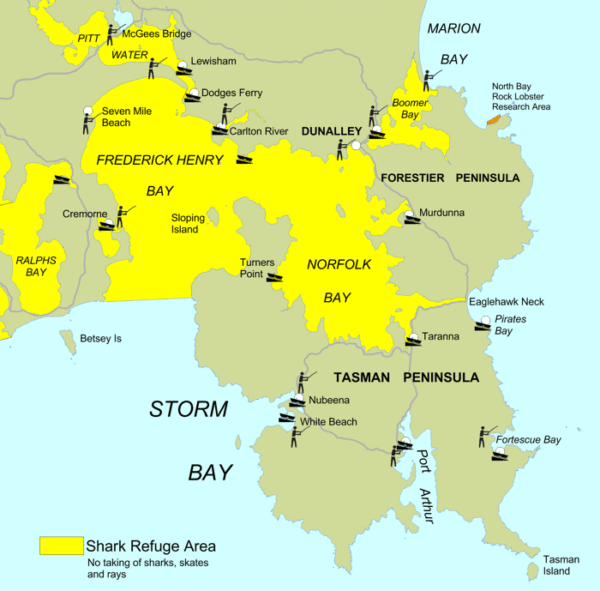 MARION
PITT
McGees Bridge
WATER
BAY
Lewisham
Dodges Ferry
North Bay
Rock Lobster
Research Area
Boomer
Bay
Seven Mile
Beach
Carlton River
DUNALLEY
FREDERICK HENRY
BAY
FORESTIER PENINSULA
Cremorne
Sloping
Island
Murdunna
RALPHS
BAY
Turners
Point
NORFOLK
BAY
Eaglehawk Neck
Pirates
Bay
Betsey Is
Taranna
TASMAN PENINSULA
STORM
BAY
Nubeena
White Beach
Fortescue Bay
Port Arthur
Shark Refuge Area
No taking of sharks, skates
and rays
Tasman
Island